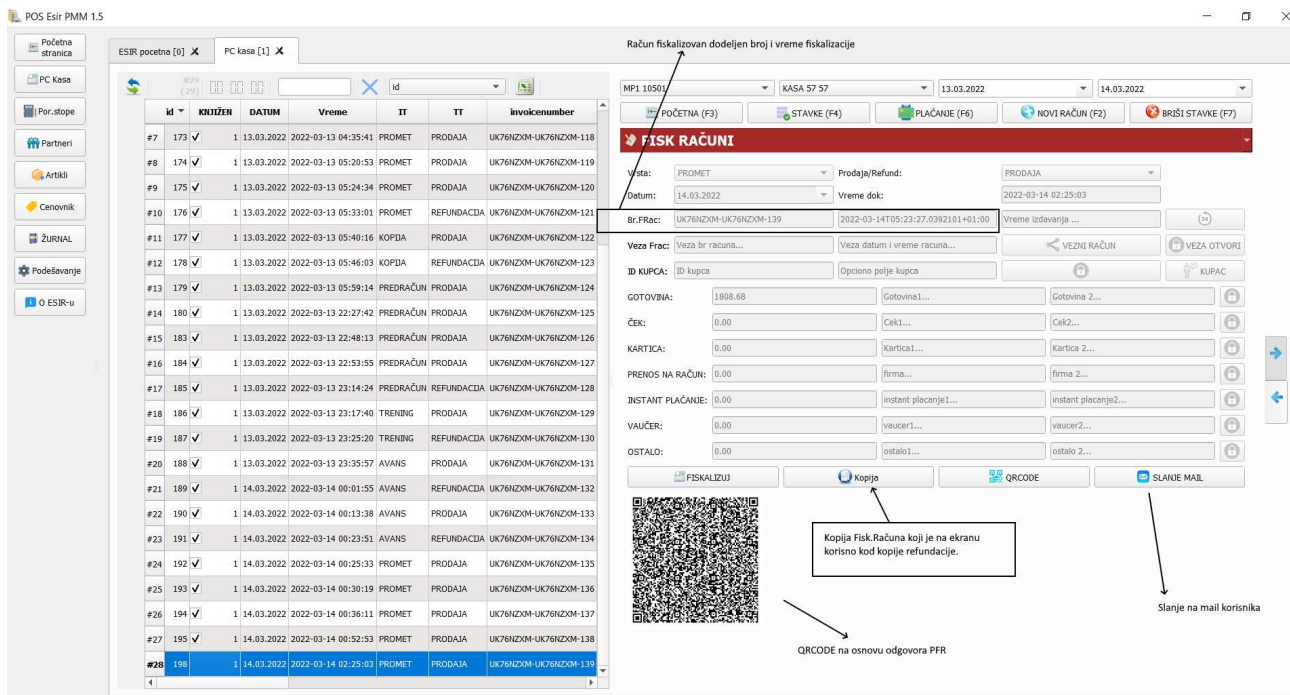 POS Esir PMM 1.5
Početna stranica
PC Kasa
Por.stope
Partneri
Artikli
Cenovnik
ŽURNAL
Podešavanje
O ESIR-u
ESIR pocetna [0] X
PC kasa [1] X
Račun fiskalizovan dodeljen broj i vreme fiskalizacije
#29
(29)
id
id KNJIŽEN DATUM Vreme IT TT invoicenumber
#7 173 1 13.03.2022 2022-03-13 04:35:41 PROMET PRODAJA UK76NZXM-UK76NZXM-118
#8 174 1 13.03.2022 2022-03-13 05:20:53 PROMET PRODAJA UK76NZXM-UK76NZXM-119
#9 175 1 13.03.2022 2022-03-13 05:24:34 PROMET PRODAJA UK76NZXM-UK76NZXM-120
#10 176 1 13.03.2022 2022-03-13 05:33:01 PROMET REFUNDACIJA UK76NZXM-UK76NZXM-121
#11 177 1 13.03.2022 2022-03-13 05:40:16 KOPIJA PRODAJA UK76NZXM-UK76NZXM-122
#12 178 1 13.03.2022 2022-03-13 05:46:03 KOPIJA REFUNDACIJA UK76NZXM-UK76NZXM-123
#13 179 1 13.03.2022 2022-03-13 05:59:14 PREDRAČUN PRODAJA UK76NZXM-UK76NZXM-124
#14 180 1 13.03.2022 2022-03-13 22:27:42 PREDRAČUN PRODAJA UK76NZXM-UK76NZXM-125
#15 183 1 13.03.2022 2022-03-13 22:48:13 PREDRAČUN PRODAJA UK76NZXM-UK76NZXM-126
#16 184 1 13.03.2022 2022-03-13 22:53:55 PREDRAČUN PRODAJA UK76NZXM-UK76NZXM-127
#17 185 1 13.03.2022 2022-03-13 23:14:24 PREDRAČUN REFUNDACIJA UK76NZXM-UK76NZXM-128
#18 186 1 13.03.2022 2022-03-13 23:17:40 TRENING PRODAJA UK76NZXM-UK76NZXM-129
#19 187 1 13.03.2022 2022-03-13 23:25:20 TRENING REFUNDACIJA UK76NZXM-UK76NZXM-130
#20 188 1 13.03.2022 2022-03-13 23:35:57 AVANS PRODAJA UK76NZXM-UK76NZXM-131
#21 189 1 14.03.2022 2022-03-14 00:01:55 AVANS REFUNDACIJA UK76NZXM-UK76NZXM-132
#22 190 1 14.03.2022 2022-03-14 00:13:38 AVANS PRODAJA UK76NZXM-UK76NZXM-133
#23 191 1 14.03.2022 2022-03-14 00:23:51 AVANS REFUNDACIJA UK76NZXM-UK76NZXM-134
#24 192 1 14.03.2022 2022-03-14 00:25:33 PROMET PRODAJA UK76NZXM-UK76NZXM-135
#25 193 1 14.03.2022 2022-03-14 00:30:19 PROMET PRODAJA UK76NZXM-UK76NZXM-136
#26 194 1 14.03.2022 2022-03-14 00:36:11 PROMET PRODAJA UK76NZXM-UK76NZXM-137
#27 195 1 14.03.2022 2022-03-14 00:52:53 PROMET PRODAJA UK76NZXM-UK76NZXM-138
#28 198 1 14.03.2022 2022-03-14 02:25:03 PROMET PRODAJA UK76NZXM-UK76NZXM-139
MP1 10501 KASA 57 57 13.03.2022 14.03.2022
POČETNA (F3) STAVKE (F4) PLAĆANJE (F6) NOVI RAČUN (F2) BRIŠI STAVKE (F7)
FISK RAČUNI
Vrsta: PROMET Prodaja/Refund: PRODAJA
Datum: 14.03.2022 Vreme dok: 2022-03-14 02:25:03
Br.FRac: UK76NZXM-UK76NZXM-139 2022-03-14T05:23:27.0392101+01:00 Vreme izdavanja ... 24
Veza Frac: Veza br racuna... Veza datum i vreme racuna... VEZNI RAČUN VEZA OTVORI
ID KUPCA: ID kupca Opciono polje kupca KUPAC
GOTOVINA: 1808.68 Gotovina1... Gotovina 2...
ČEK: 0.00 Cek1... Cek2...
KARTICA: 0.00 Kartica1... Kartica 2...
PRENOS NA RAČUN: 0.00 firma... firma 2...
INSTANT PLAĆANJE: 0.00 instant placanje1... instant placanje2...
VAUČER: 0.00 vaucer1... vaucer2...
OSTALO: 0.00 ostalo1... ostalo 2...
FISKALIZUJ Kopija QRCODE SLANJE MAIL
Kopija Fisk.Računa koji je na ekranu
korisno kod kopije refundacije.
Slanje na mail korisnika
QRCODE na osnovu odgovora PFR